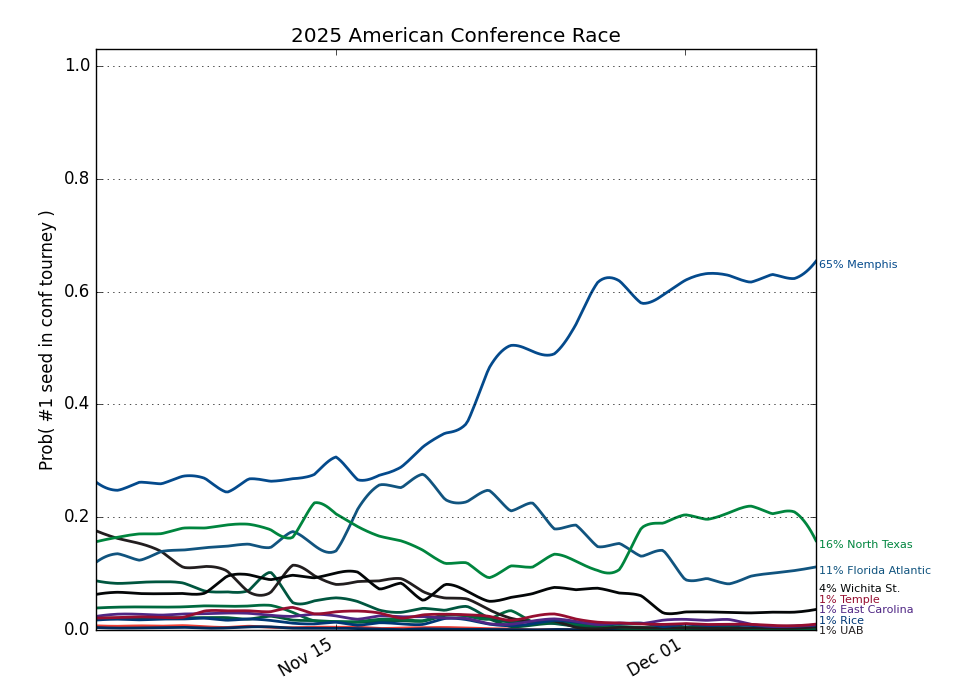 2025 American Conference Race
Prob( #1 seed in conf tourney )
1.0
0.8
0.6
0.4
0.2
0.0
Nov 15
Dec 01
65% Memphis
16% North Texas
11% Florida Atlantic
4% Wichita St.
1% Temple
1% East Carolina
1% Rice
1% UAB